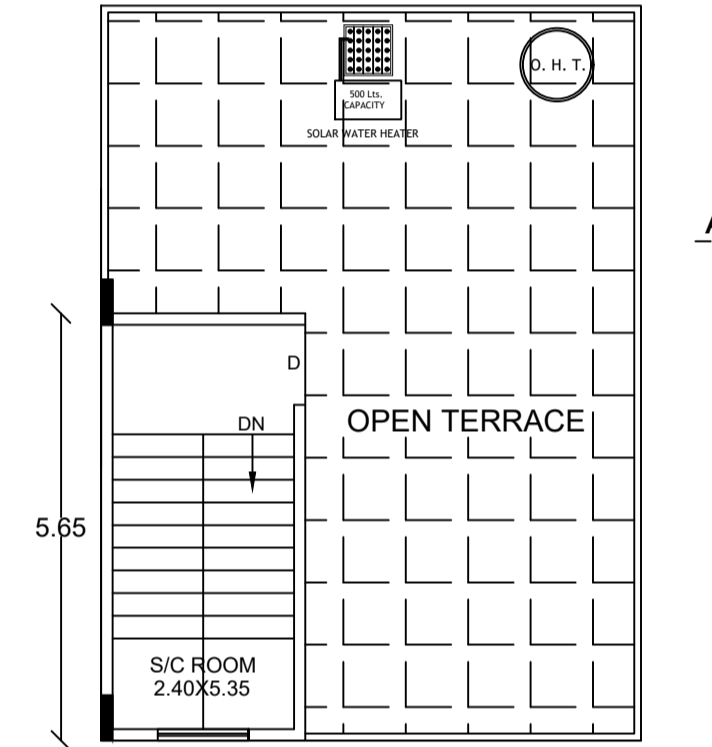 O. H. T.
500 Lts.
CAPACITY
SOLAR WATER HEATER
D
DN
OPEN TERRACE
5.65
S/C ROOM
2.40X5.35